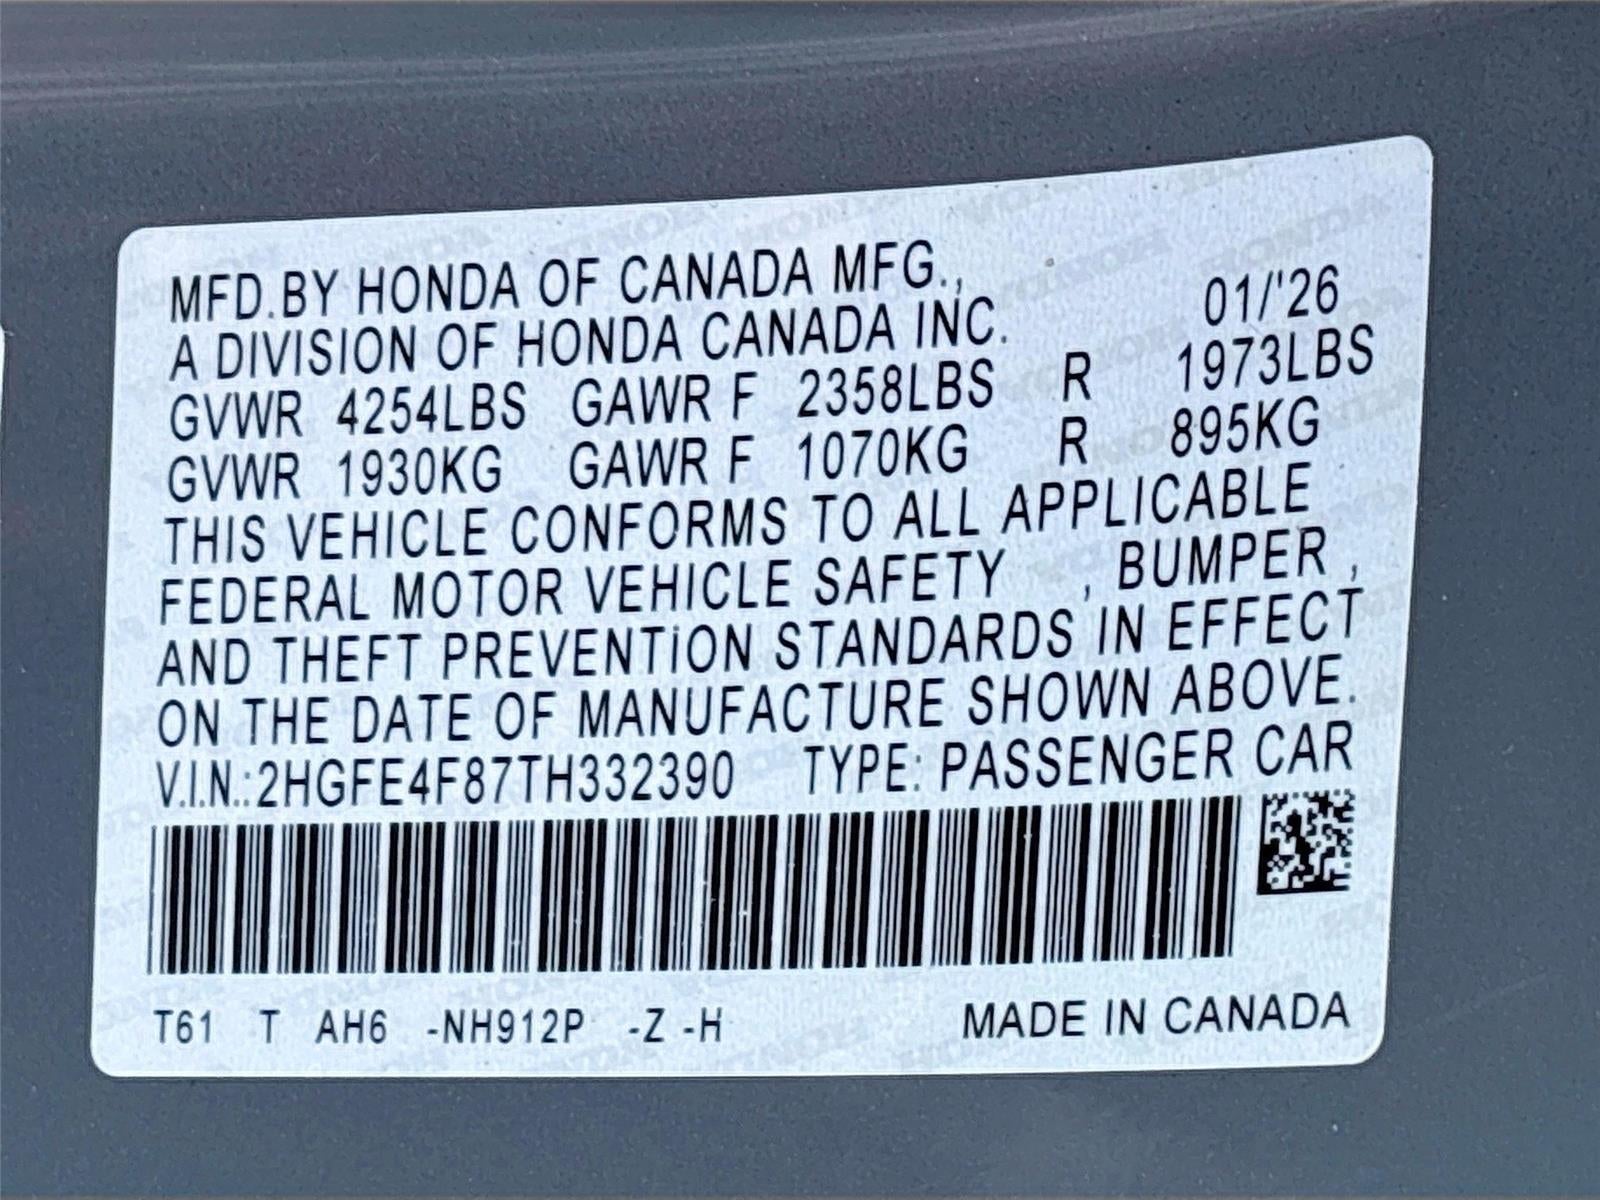 MFD.BY HONDA OF CANADA MFG.,
A DIVISION OF HONDA CANADA INC. 01/'26
GVWR 4254LBS GAWR F 2358LBS R 1973LBS
GVWR 1930KG GAWR F 1070KG R 895KG
THIS VEHICLE CONFORMS TO ALL APPLICABLE
FEDERAL MOTOR VEHICLE SAFETY , BUMPER ,
AND THEFT PREVENTION STANDARDS IN EFFECT
ON THE DATE OF MANUFACTURE SHOWN ABOVE.
V.I.N.:2HGFE4F87TH332390 TYPE: PASSENGER CAR
T61 T AH6 -NH912P -Z -H MADE IN CANADA